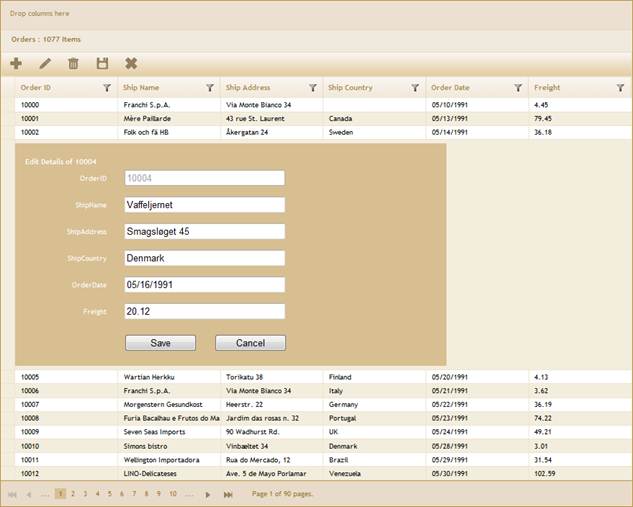 Drop columns here
Orders : 1077 Items
Order ID Ship Name Ship Address Ship Country Order Date Freight
10000 Franchi S.p.A. Via Monte Bianco 34 05/10/1991 4.45
10001 Mère Paillarde 43 rue St. Laurent Canada 05/13/1991 79.45
10002 Folk och fä HB Åkergatan 24 Sweden 05/14/1991 36.18
Edit Details of 10004
OrderID 10004
ShipName Vaffeljernet
ShipAddress Smagsløget 45
ShipCountry Denmark
OrderDate 05/16/1991
Freight 20.12
Save Cancel
10005 Wartian Herkku Torikatu 38 Finland 05/20/1991 4.13
10006 Franchi S.p.A. Via Monte Bianco 34 Italy 05/21/1991 3.62
10007 Morgenstern Gesundkost Heerstr. 22 Germany 05/22/1991 36.19
10008 Furia Bacalhau e Frutos do Ma Jardim das rosas n. 32 Portugal 05/23/1991 74.22
10009 Seven Seas Imports 90 Wadhurst Rd. UK 05/24/1991 49.21
10010 Simons bistro Vinbæltet 34 Denmark 05/28/1991 3.01
10011 Wellington Importadora Rua do Mercado, 12 Brazil 05/29/1991 31.54
10012 LINO-Delicateses Ave. 5 de Mayo Porlamar Venezuela 05/30/1991 102.59
.... 1 2 3 4 5 6 7 8 9 10 .... Page 1 of 90 pages.